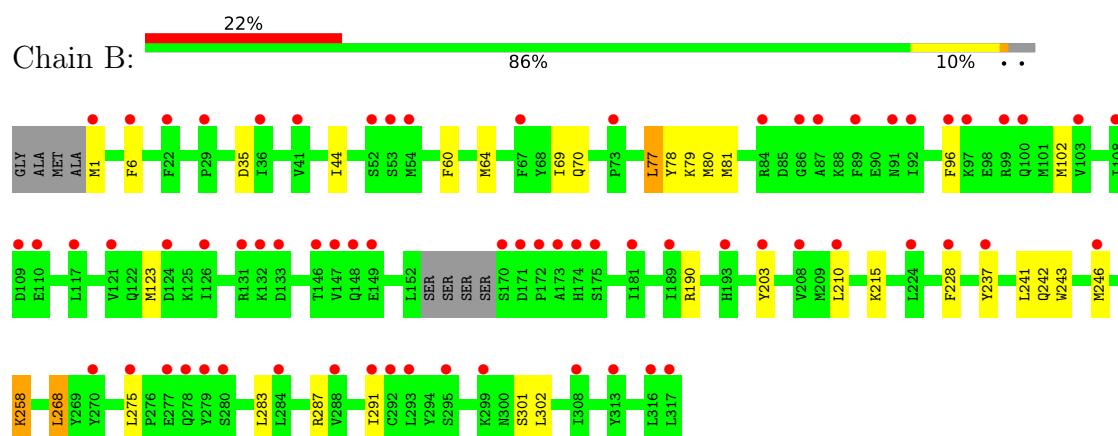 22%
Chain B:
86% 10% • •
GLY ALA MET ALA M1 F6 F22 P29 D35 I36 V41 I44 S52 S53 M54 F60 M64 F67 Y68 I69 Q70 P73 L77 Y78 K79 M80 M81 R84 D85 G86 A87 K88 F89 E90 N91 I92 F96 K97 E98 R99 Q100 M101 M102 V103 I108
D109 E110 L117 V121 Q122 M123 D124 K125 I126 R131 K132 D133 T146 V147 Q148 E149 L152 SER SER SER SER S170 D171 P172 A173 H174 S175 I181 I189 R190 H193 Y203 V208 M209 L210 K215 L224 F228 Y237 L241 Q242 W243 M246
K258 L268 Y269 Y270 L275 P276 E277 Q278 Y279 S280 L283 L284 R287 V288 I291 C292 L293 Y294 S295 K299 N300 S301 L302 I308 Y313 L316 L317